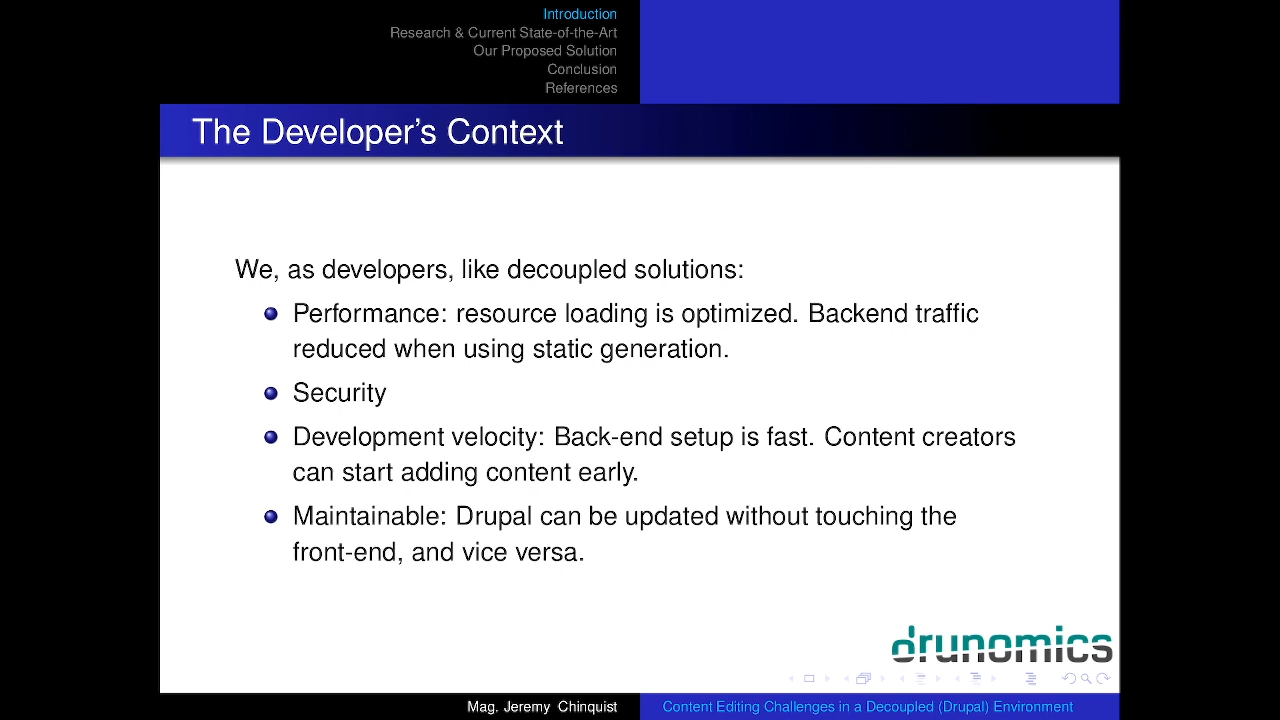 Introduction
Research & Current State-of-the-Art
Our Proposed Solution
Conclusion
References
The Developer's Context
We, as developers, like decoupled solutions:
Performance: resource loading is optimized. Backend traffic
reduced when using static generation.
Security
Development velocity: Back-end setup is fast. Content creators
can start adding content early.
Maintainable: Drupal can be updated without touching the
front-end, and vice versa.
drunomics
Mag. Jeremy Chinquist
Content Editing Challenges in a Decoupled (Drupal) Environment